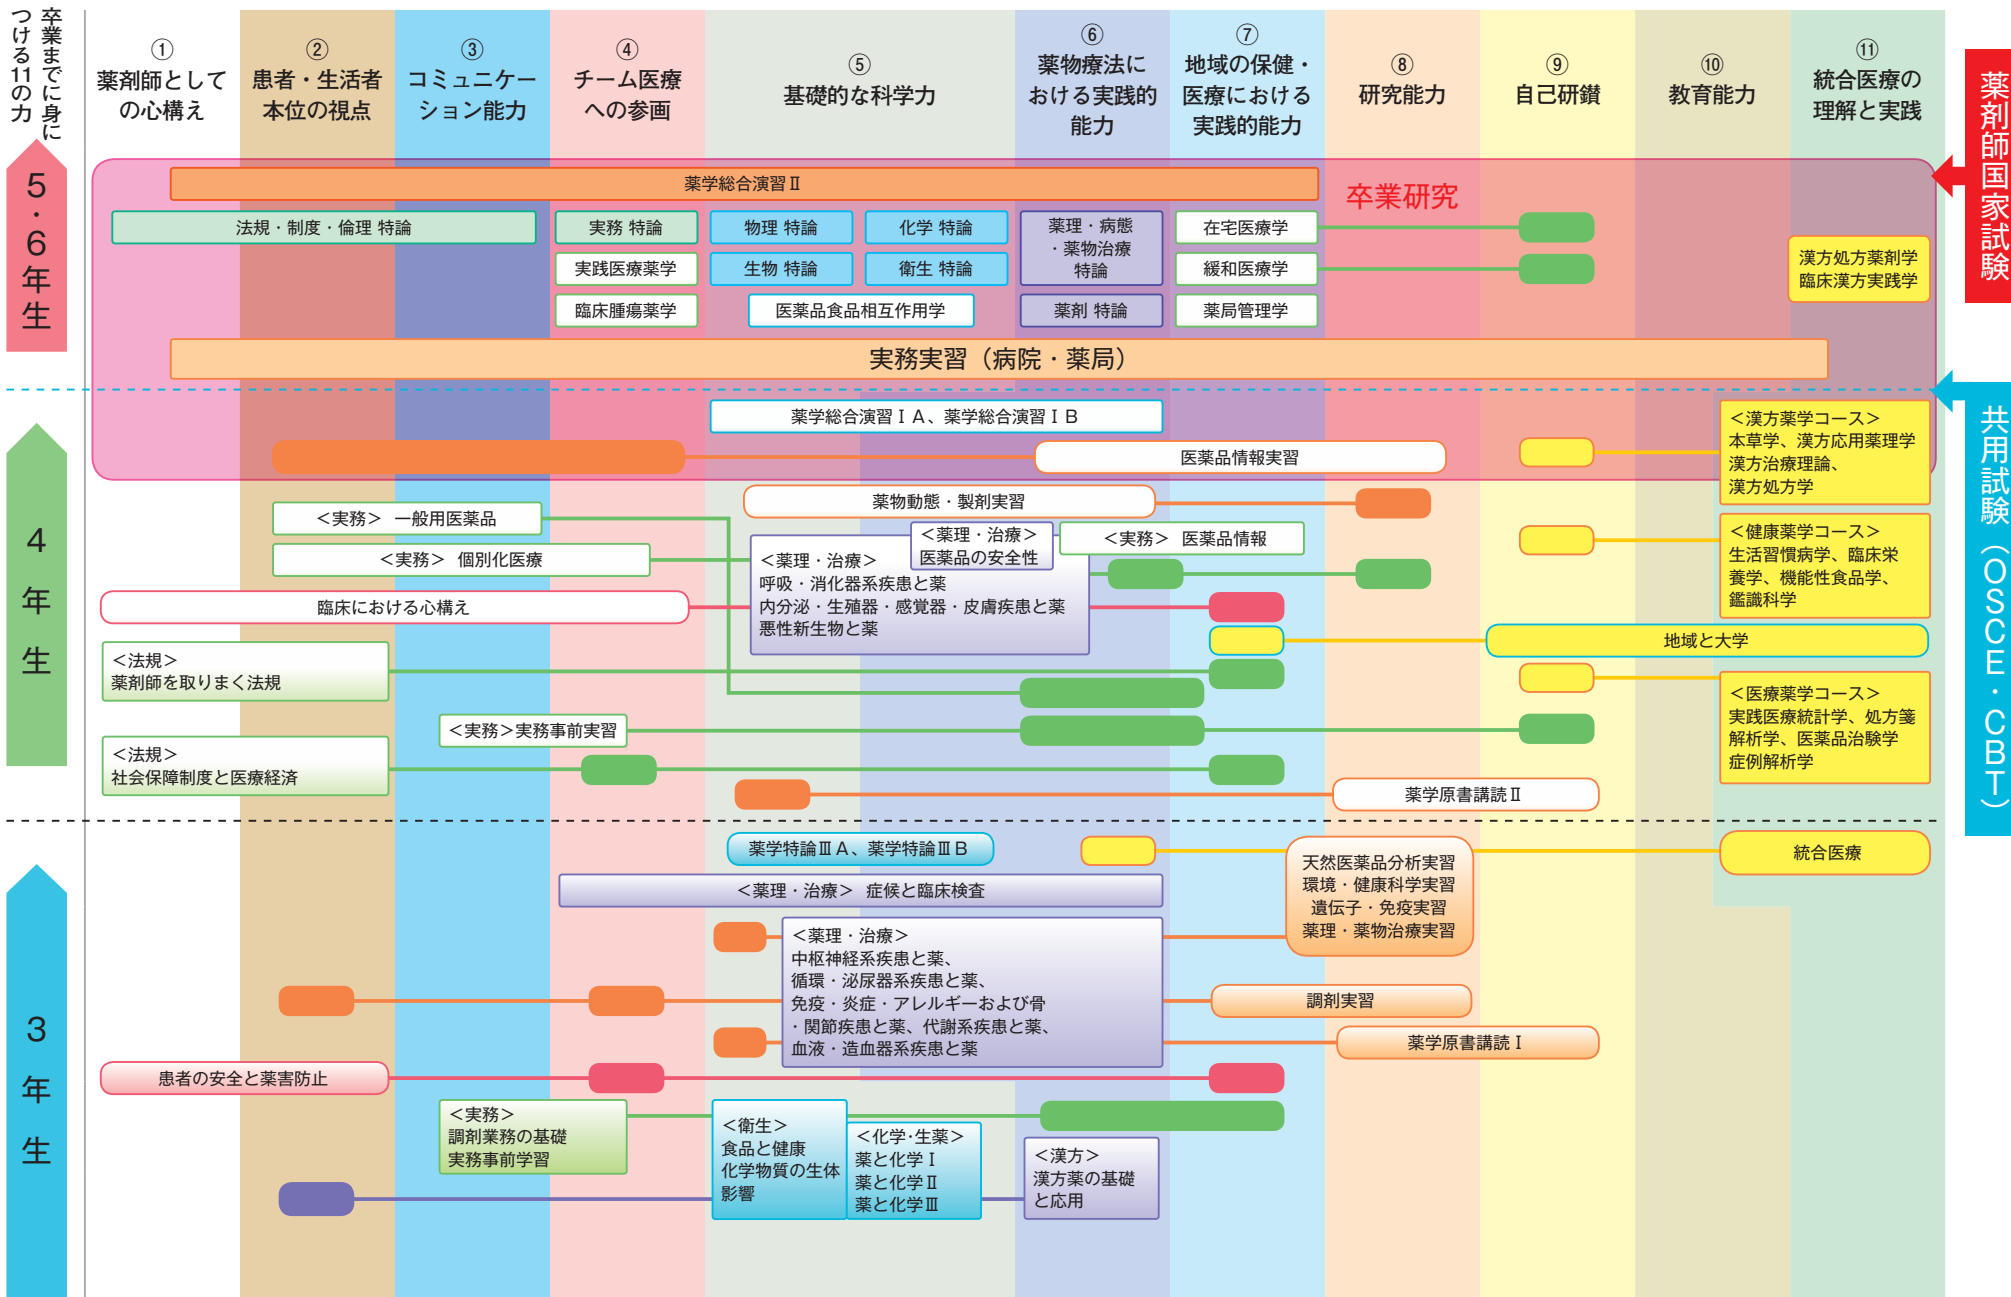 卒業までに身に
つける11の力
①
薬剤師として
の心構え
②
患者・生活者
本位の視点
③
コミュニケー
ション能力
④
チーム医療
への参画
⑤
基礎的な科学力
⑥
薬物療法に
おける実践的
能力
⑦
地域の保健・
医療における
実践的能力
⑧
研究能力
⑨
自己研鑚
⑩
教育能力
⑪
統合医療の
理解と実践
薬剤師国家試験
5・6年生
薬学総合演習Ⅱ
卒業研究
法規・制度・倫理 特論
実務 特論
物理 特論
化学 特論
薬理・病態
・薬物治療
特論
在宅医療学
実践医療薬学
生物 特論
衛生 特論
緩和医療学
漢方処方薬剤学
臨床漢方実践学
臨床腫瘍薬学
医薬品食品相互作用学
薬剤 特論
薬局管理学
実務実習（病院・薬局）
共用試験（OSCE・CBT）
4年生
薬学総合演習ⅠA、薬学総合演習ⅠB
医薬品情報実習
＜漢方薬学コース＞
本草学、漢方応用薬理学
漢方治療理論、
漢方処方学
薬物動態・製剤実習
＜実務＞ 一般用医薬品
＜実務＞ 個別化医療
＜薬理・治療＞
医薬品の安全性
＜実務＞ 医薬品情報
＜薬理・治療＞
呼吸・消化器系疾患と薬
内分泌・生殖器・感覚器・皮膚疾患と薬
悪性新生物と薬
＜健康薬学コース＞
生活習慣病学、臨床栄
養学、機能性食品学、
鑑識科学
臨床における心構え
地域と大学
＜法規＞
薬剤師を取りまく法規
＜実務＞実務事前実習
＜医療薬学コース＞
実践医療統計学、処方箋
解析学、医薬品治験学
症例解析学
＜法規＞
社会保障制度と医療経済
薬学原書講読Ⅱ
3年生
薬学特論ⅢA、薬学特論ⅢB
天然医薬品分析実習
環境・健康科学実習
遺伝子・免疫実習
薬理・薬物治療実習
統合医療
＜薬理・治療＞ 症候と臨床検査
＜薬理・治療＞
中枢神経系疾患と薬、
循環・泌尿器系疾患と薬、
免疫・炎症・アレルギーおよび骨
・関節疾患と薬、代謝系疾患と薬、
血液・造血器系疾患と薬
調剤実習
薬学原書講読Ⅰ
患者の安全と薬害防止
＜実務＞
調剤業務の基礎
実務事前学習
＜衛生＞
食品と健康
化学物質の生体
影響
＜化学・生薬＞
薬と化学Ⅰ
薬と化学Ⅱ
薬と化学Ⅲ
＜漢方＞
漢方薬の基礎
と応用